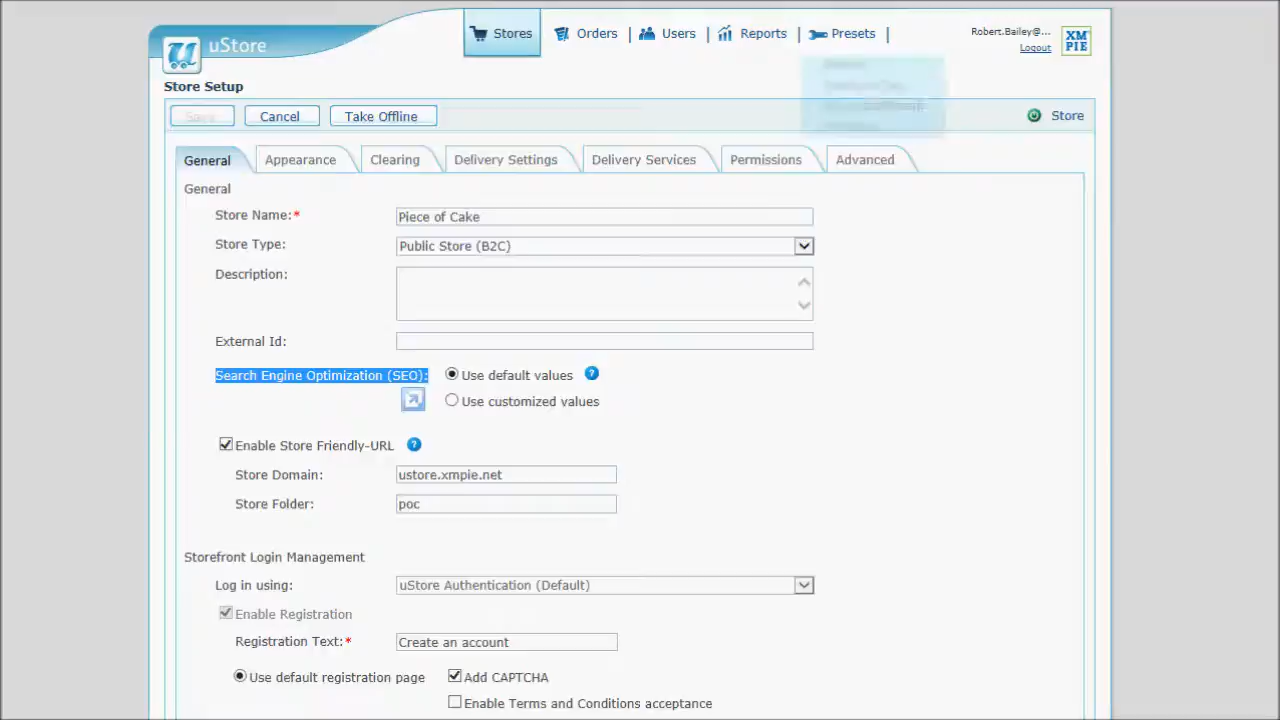 uStore
Stores
Orders
Users
Reports
Presets
Robert.Bailey@...
Logout
XM
PIE
Store Setup
Save
Cancel
Take Offline
Store
General
Appearance
Clearing
Delivery Settings
Delivery Services
Permissions
Advanced
General
Store Name:*
Piece of Cake
Store Type:
Public Store (B2C)
Description:
External Id:
Search Engine Optimization (SEO):
Use default values
Use customized values
Enable Store Friendly-URL
Store Domain:
ustore.xmpie.net
Store Folder:
poc
Storefront Login Management
Log in using:
uStore Authentication (Default)
Enable Registration
Registration Text:*
Create an account
Use default registration page
Add CAPTCHA
Enable Terms and Conditions acceptance